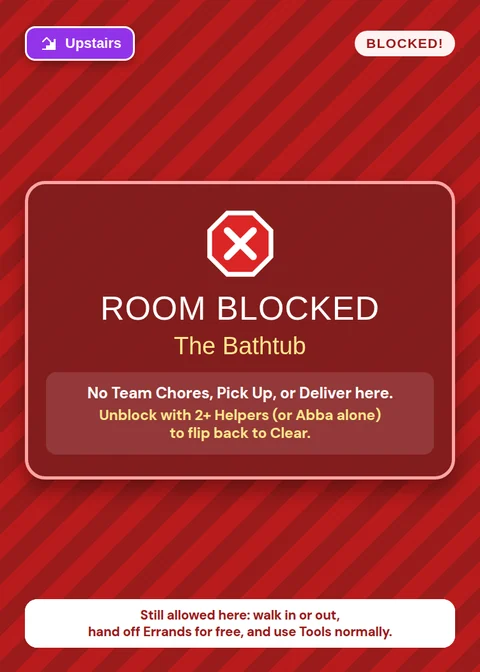 Upstairs
BLOCKED!
ROOM BLOCKED
The Bathtub
No Team Chores, Pick Up, or Deliver here.
Unblock with 2+ Helpers (or Abba alone)
to flip back to Clear.
Still allowed here: walk in or out,
hand off Errands for free, and use Tools normally.